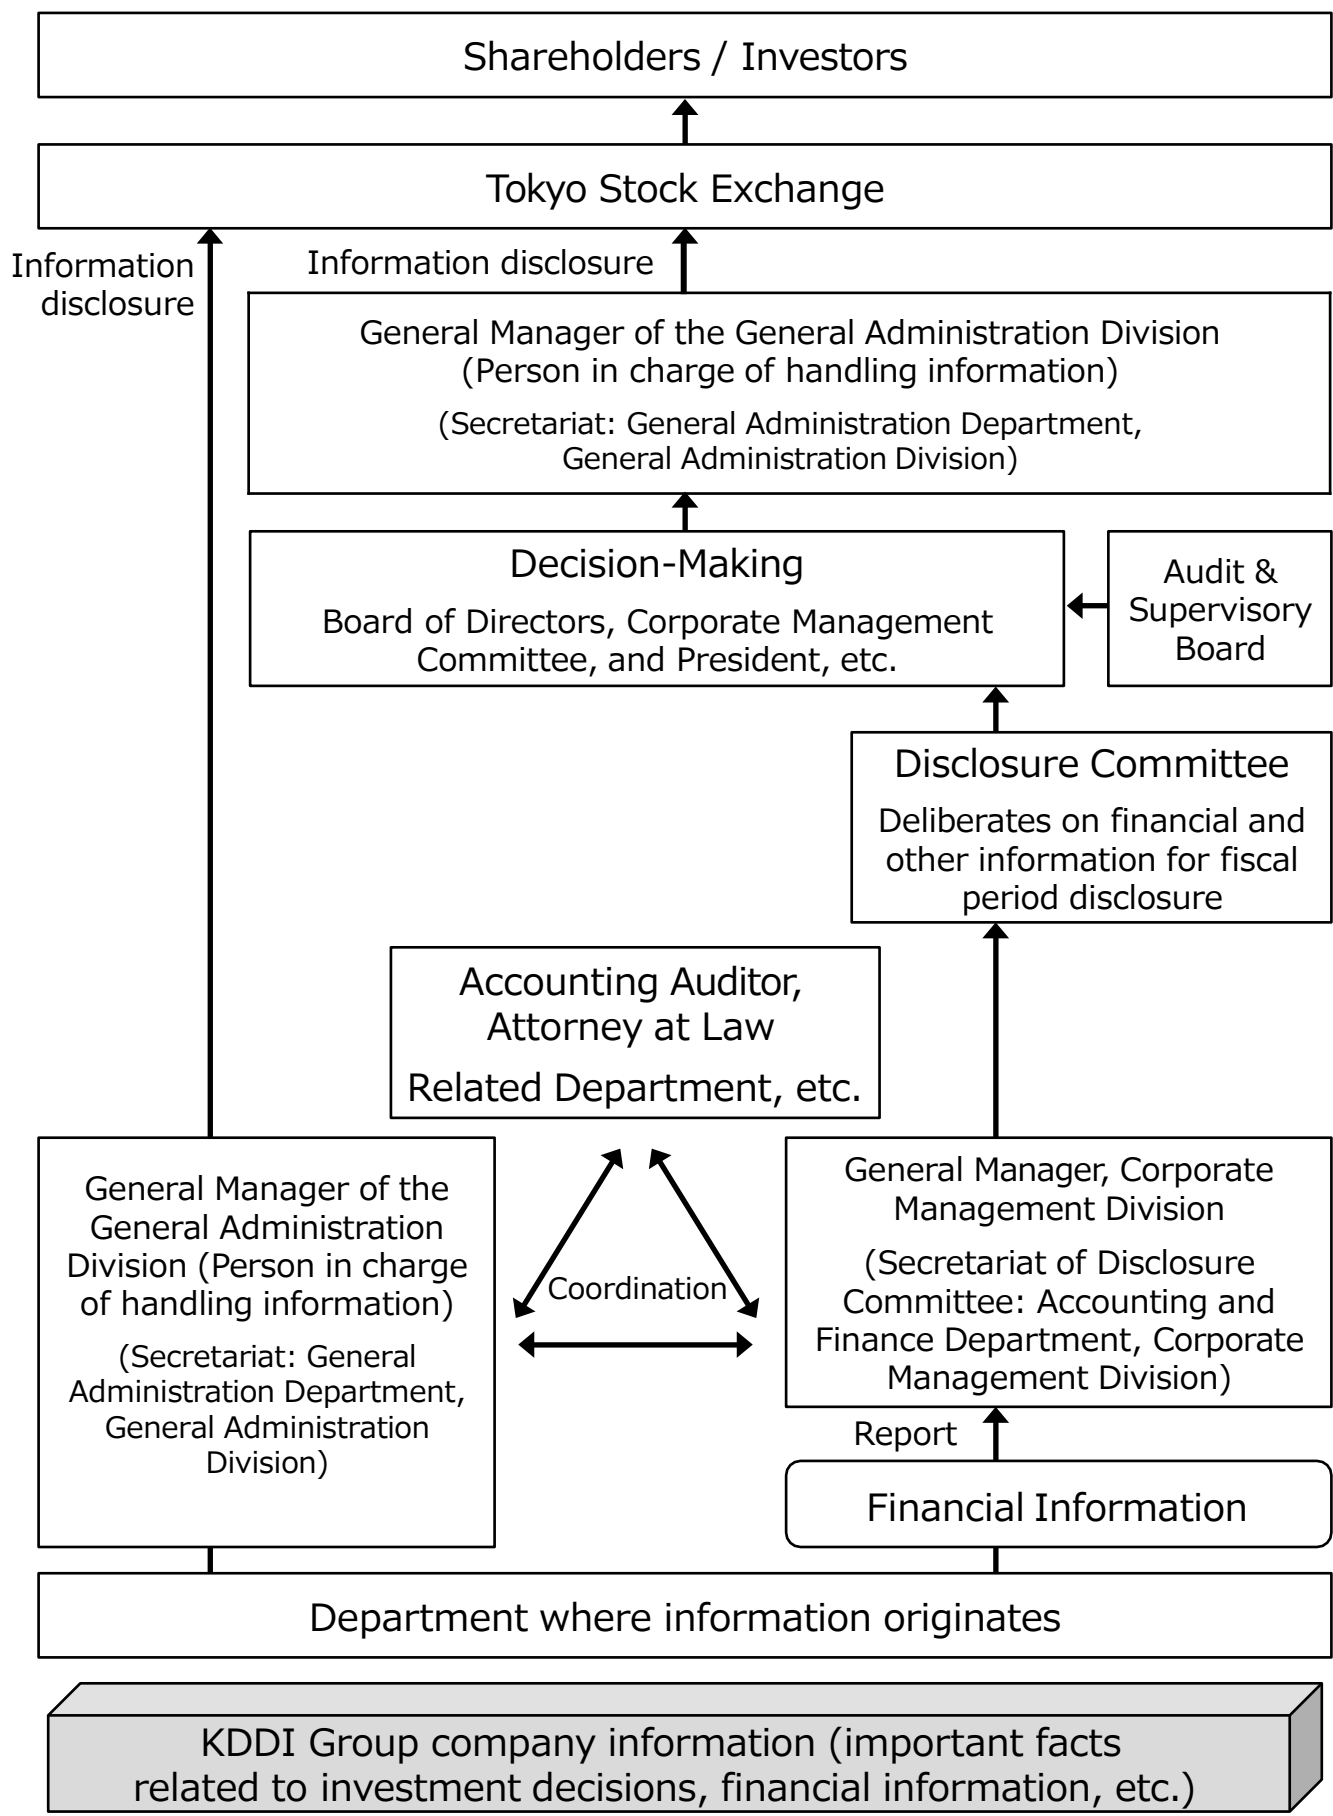 Shareholders / Investors
Tokyo Stock Exchange
Information
disclosure
Information disclosure
General Manager of the General Administration Division
(Person in charge of handling information)
(Secretariat: General Administration Department,
General Administration Division)
Decision-Making
Board of Directors, Corporate Management
Committee, and President, etc.
Audit &
Supervisory
Board
Disclosure Committee
Deliberates on financial and
other information for fiscal
period disclosure
Accounting Auditor,
Attorney at Law
Related Department, etc.
General Manager of the
General Administration
Division (Person in charge
of handling information)
(Secretariat: General
Administration Department,
General Administration
Division)
Coordination
General Manager, Corporate
Management Division
(Secretariat of Disclosure
Committee: Accounting and
Finance Department, Corporate
Management Division)
Report
Financial Information
Department where information originates
KDDI Group company information (important facts
related to investment decisions, financial information, etc.)